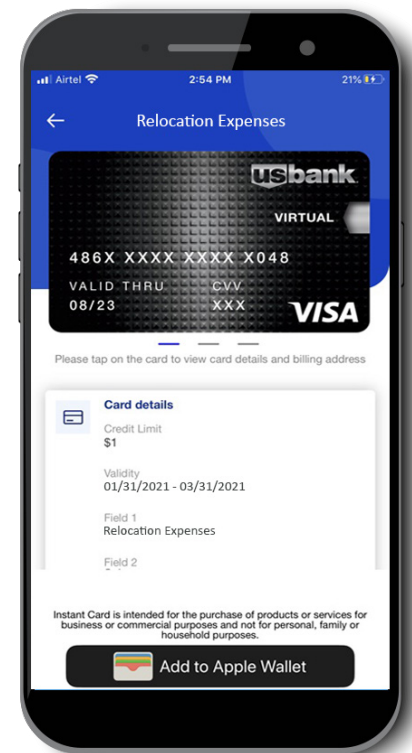 Airtel 2:54 PM 21%
Relocation Expenses
usbank
VIRTUAL
486X XXXX XXXX X048
VALID THRU CVV
08/23 XXX
VISA
Please tap on the card to view card details and billing address
Card details
Credit Limit
$1
Validity
01/31/2021 - 03/31/2021
Field 1
Relocation Expenses
Field 2
Instant Card is intended for the purchase of products or services for
business or commercial purposes and not for personal, family or
household purposes.
Add to Apple Wallet